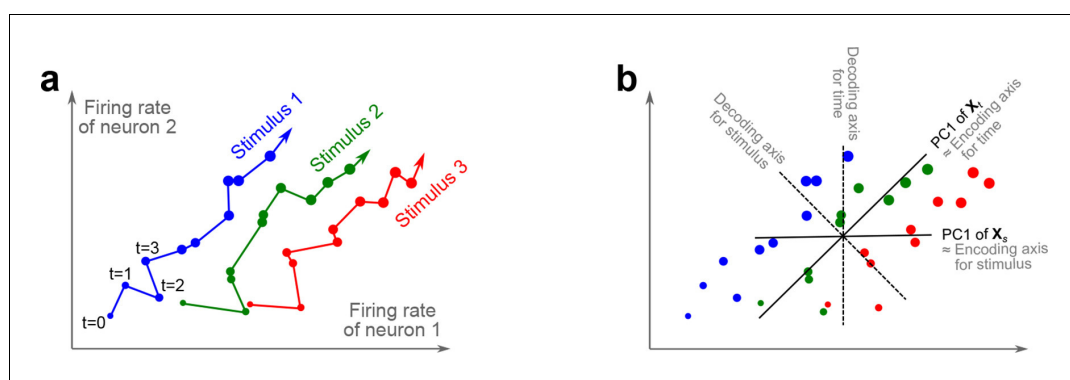 a
Firing rate
of neuron 2
Stimulus 1
Stimulus 2
Stimulus 3
t=3
t=1
t=2
t=0
Firing rate
of neuron 1
b
Decoding axis
for stimulus
Decoding axis
for time
PC1 of Xt
≈ Encoding axis
for time
PC1 of Xs
≈ Encoding axis
for stimulus